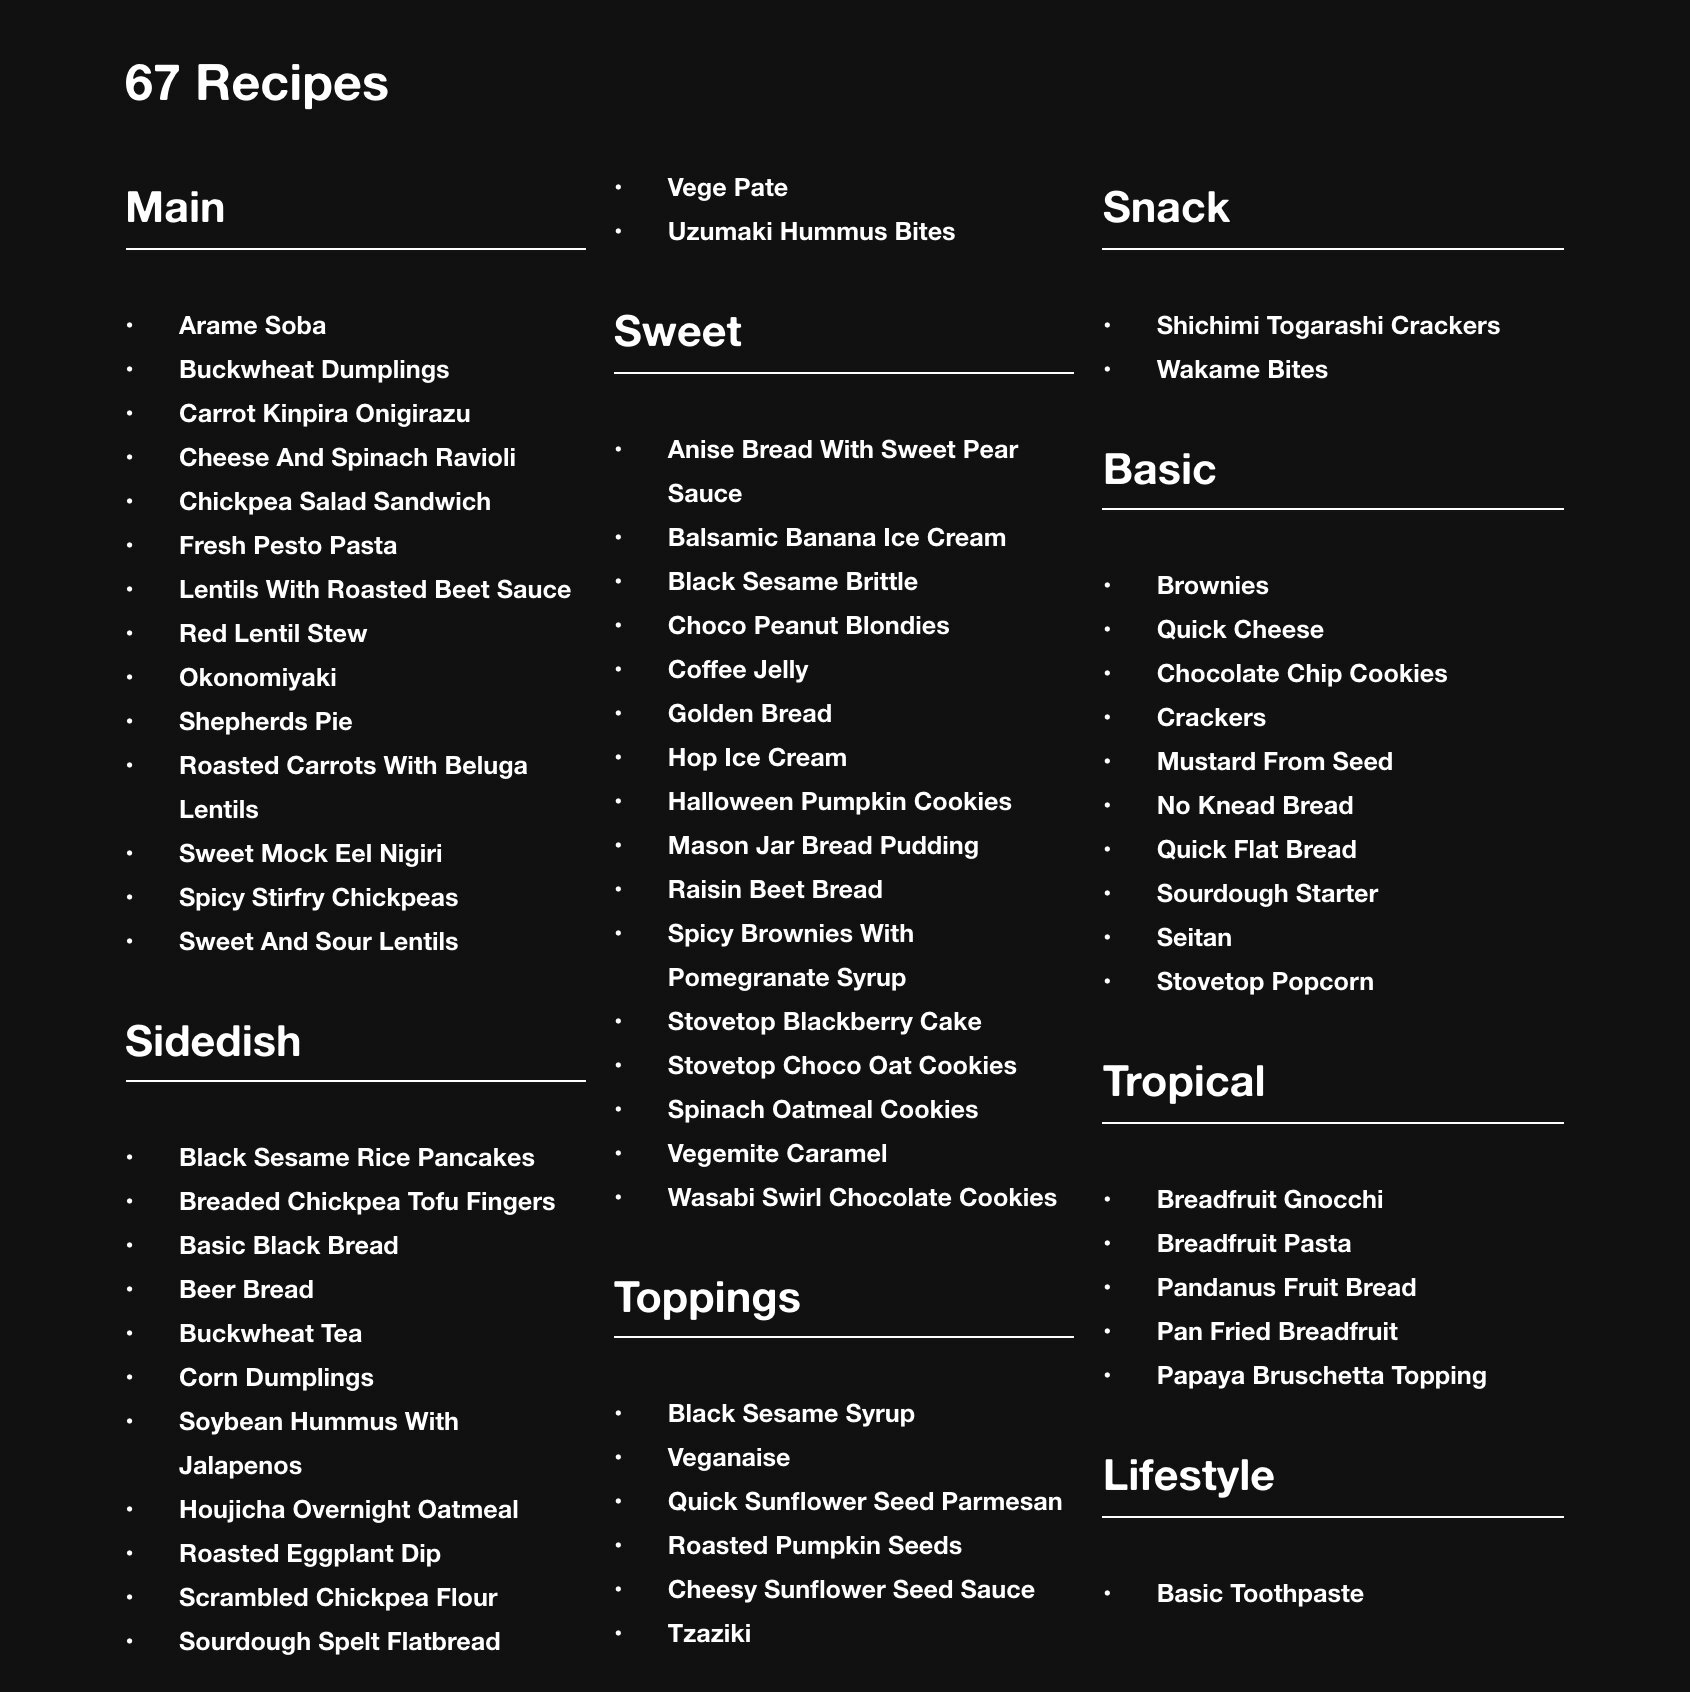 67 Recipes
Main
• Arame Soba
• Buckwheat Dumplings
• Carrot Kinpira Onigirazu
• Cheese And Spinach Ravioli
• Chickpea Salad Sandwich
• Fresh Pesto Pasta
• Lentils With Roasted Beet Sauce
• Red Lentil Stew
• Okonomiyaki
• Shepherds Pie
• Roasted Carrots With Beluga
Lentils
• Sweet Mock Eel Nigiri
• Spicy Stirfry Chickpeas
• Sweet And Sour Lentils
Sidedish
• Black Sesame Rice Pancakes
• Breaded Chickpea Tofu Fingers
• Basic Black Bread
• Beer Bread
• Buckwheat Tea
• Corn Dumplings
• Soybean Hummus With
Jalapenos
• Houjicha Overnight Oatmeal
• Roasted Eggplant Dip
• Scrambled Chickpea Flour
• Sourdough Spelt Flatbread
• Vege Pate
• Uzumaki Hummus Bites
Sweet
• Anise Bread With Sweet Pear
Sauce
• Balsamic Banana Ice Cream
• Black Sesame Brittle
• Choco Peanut Blondies
• Coffee Jelly
• Golden Bread
• Hop Ice Cream
• Halloween Pumpkin Cookies
• Mason Jar Bread Pudding
• Raisin Beet Bread
• Spicy Brownies With
Pomegranate Syrup
• Stovetop Blackberry Cake
• Stovetop Choco Oat Cookies
• Spinach Oatmeal Cookies
• Vegemite Caramel
• Wasabi Swirl Chocolate Cookies
Toppings
• Black Sesame Syrup
• Veganaise
• Quick Sunflower Seed Parmesan
• Roasted Pumpkin Seeds
• Cheesy Sunflower Seed Sauce
• Tzaziki
Snack
• Shichimi Togarashi Crackers
• Wakame Bites
Basic
• Brownies
• Quick Cheese
• Chocolate Chip Cookies
• Crackers
• Mustard From Seed
• No Knead Bread
• Quick Flat Bread
• Sourdough Starter
• Seitan
• Stovetop Popcorn
Tropical
• Breadfruit Gnocchi
• Breadfruit Pasta
• Pandanus Fruit Bread
• Pan Fried Breadfruit
• Papaya Bruschetta Topping
Lifestyle
• Basic Toothpaste